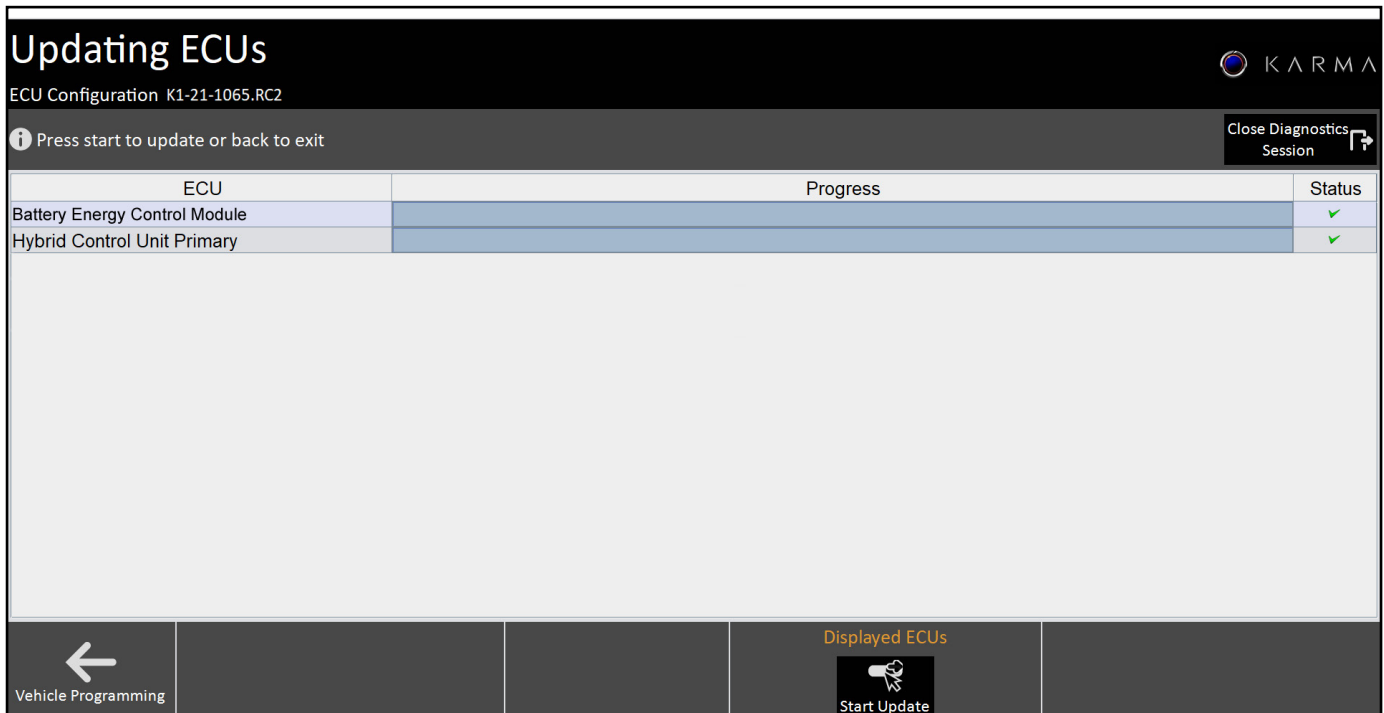 Updating ECUs
KARMA
ECU Configuration K1-21-1065.RC2
Press start to update or back to exit
Close Diagnostics
Session
ECU Progress Status
Battery Energy Control Module
Hybrid Control Unit Primary
Displayed ECUs
Vehicle Programming
Start Update